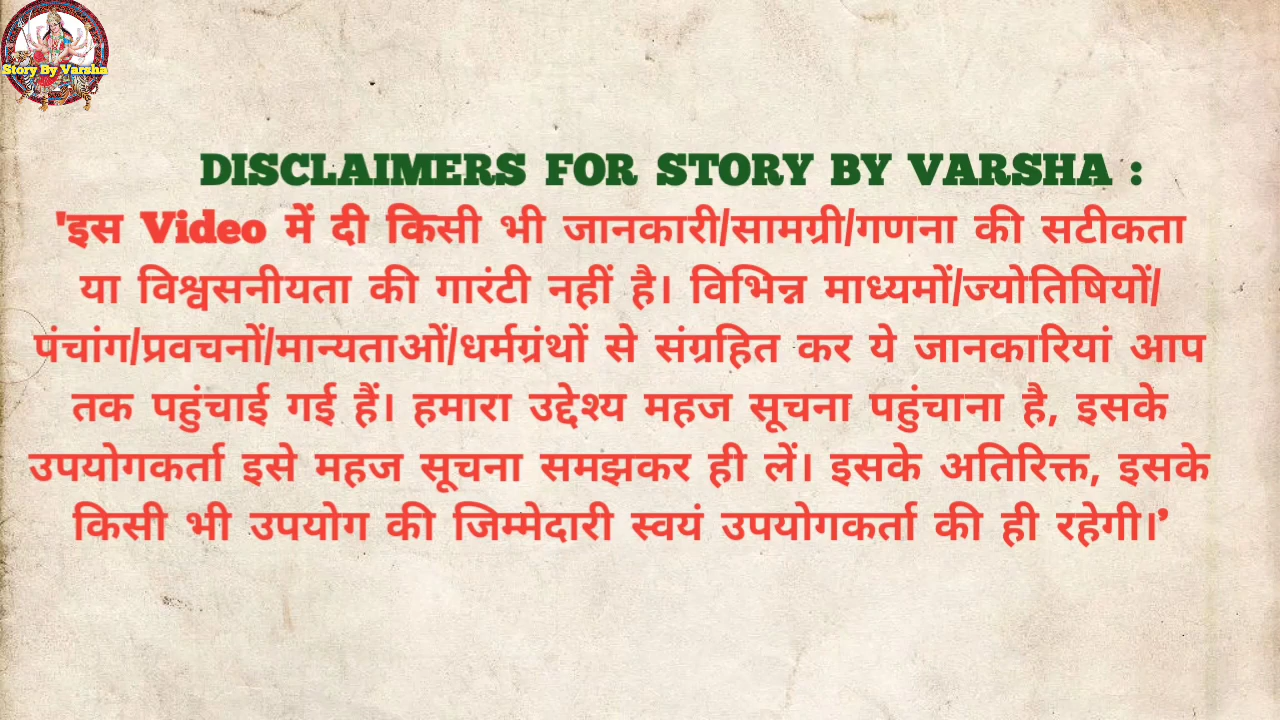 Story By Varsha
DISCLAIMERS FOR STORY BY VARSHA :
'इस Video में दी किसी भी जानकारी/सामग्री/गणना की सटीकता
या विश्वसनीयता की गारंटी नहीं है। विभिन्न माध्यमों/ज्योतिषियों/
पंचांग/प्रवचनों/मान्यताओं/धर्मग्रंथों से संग्रहित कर ये जानकारियां आप
तक पहुंचाई गई हैं। हमारा उद्देश्य महज सूचना पहुंचाना है, इसके
उपयोगकर्ता इसे महज सूचना समझकर ही लें। इसके अतिरिक्त, इसके
किसी भी उपयोग की जिम्मेदारी स्वयं उपयोगकर्ता की ही रहेगी।’